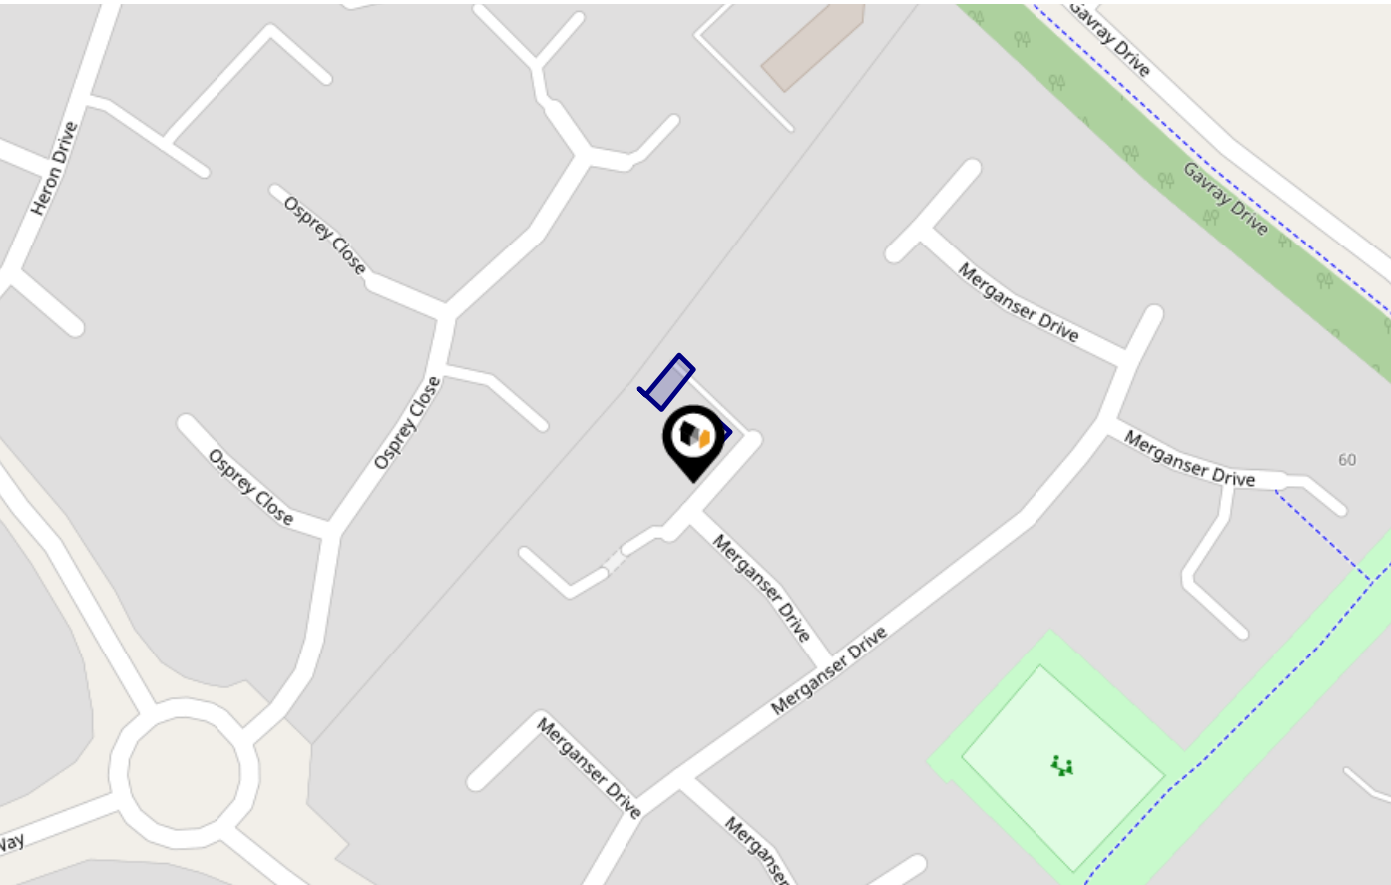 Gavray Drive
Heron Drive
Gavray Drive
Osprey Close
Merganser Drive
Osprey Close
Merganser Drive
60
Osprey Close
Merganser Drive
Merganser Drive
Merganser Drive
Merganser
Way